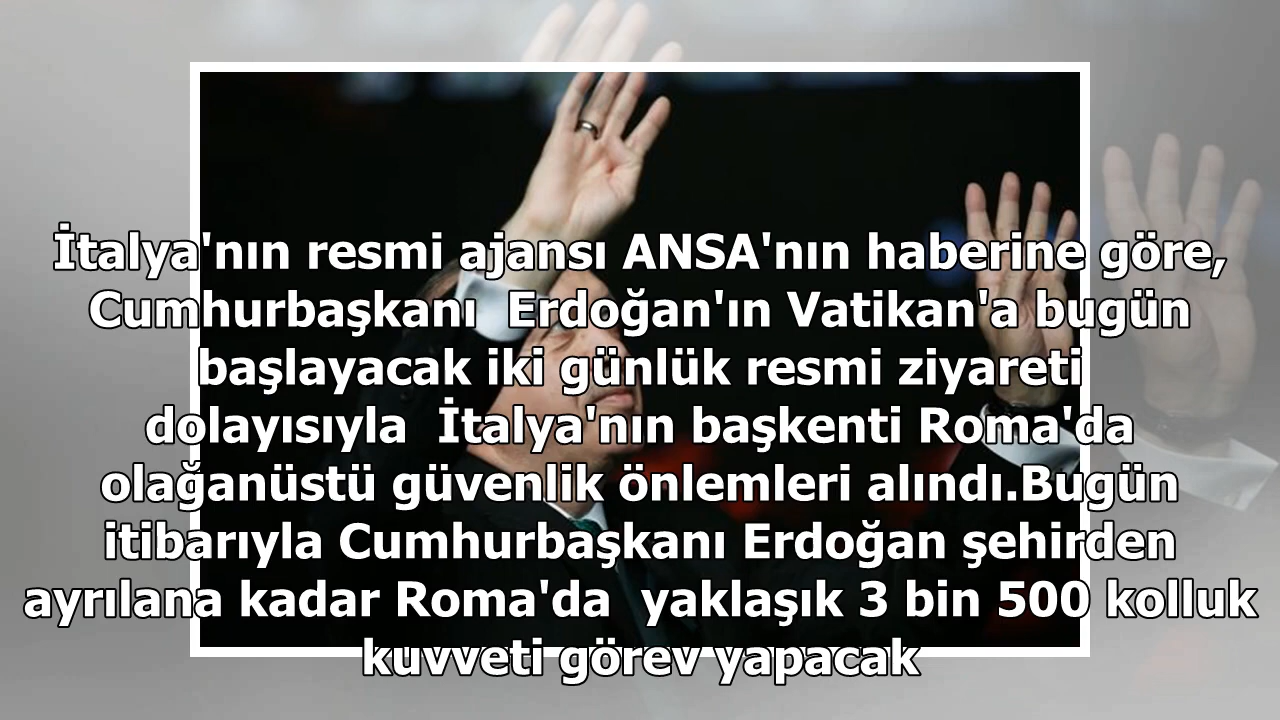 İtalya'nın resmi ajansı ANSA'nın haberine göre,
Cumhurbaşkanı  Erdoğan'ın Vatikan'a bugün
başlayacak iki günlük resmi ziyareti
dolayısıyla  İtalya'nın başkenti Roma'da
olağanüstü güvenlik önlemleri alındı.Bugün
itibarıyla Cumhurbaşkanı Erdoğan şehirden
ayrılana kadar Roma'da  yaklaşık 3 bin 500 kolluk
kuvveti görev yapacak